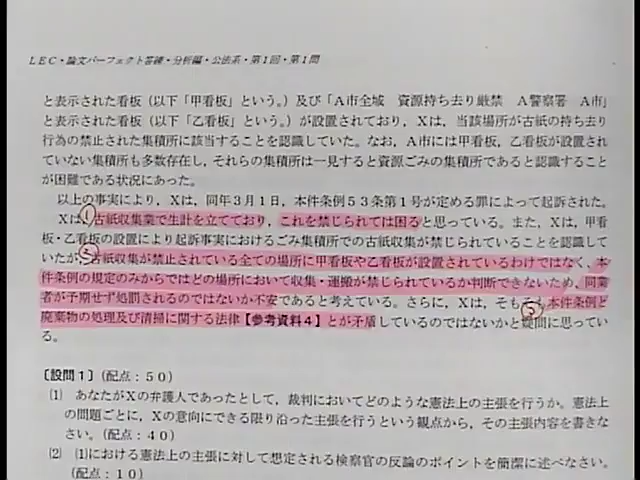 LEC・論文パーフェクト答練・分析編・公法系・第1回・第1問
と表示された看板(以下「甲看板」という。)及び「A市全域 資源持ち去り厳禁 A警察署 A市」
と表示された看板(以下「乙看板」という。)が設置されており、Xは、当該場所が古紙の持ち去り
行為の禁止された集積所に該当することを認識していた。なお、A市には甲看板、乙看板が設置され
ていない集積所も多数存在し、それらの集積所は一見すると資源ごみの集積所であると認識すること
が困難である状況にあった。
以上の事実により、Xは、同年3月1日、本件条例53条第1号が定める罪によって起訴された。
Xは①古紙収集業で生計を立てており、これを禁じられては困ると思っている。また、Xは、甲看
板・乙看板の設置により起訴事実におけるごみ集積所での古紙収集が禁じられていることを認識して
いたが②古紙収集が禁止されている全ての場所に甲看板や乙看板が設置されているわけではなく、本
件条例の規定のみからではどの場所において収集・運搬が禁じられているか判断できないため、同業
者が予期せず処罰されるのではないか不安であると考えている。さらに、Xは、そもそも③本件条例と
廃棄物の処理及び清掃に関する法律【参考資料4】とが矛盾しているのではないかと疑問に思ってい
る。
〔設問1〕(配点:50)
(1) あなたがXの弁護人であったとして、裁判においてどのような憲法上の主張を行うか。憲法上
の問題ごとに、Xの意向にできる限り沿った主張を行うという観点から、その主張内容を書きな
さい。(配点:40)
(2) (1)における憲法上の主張に対して想定される検察官の反論のポイントを簡潔に述べなさい。
(配点:10)